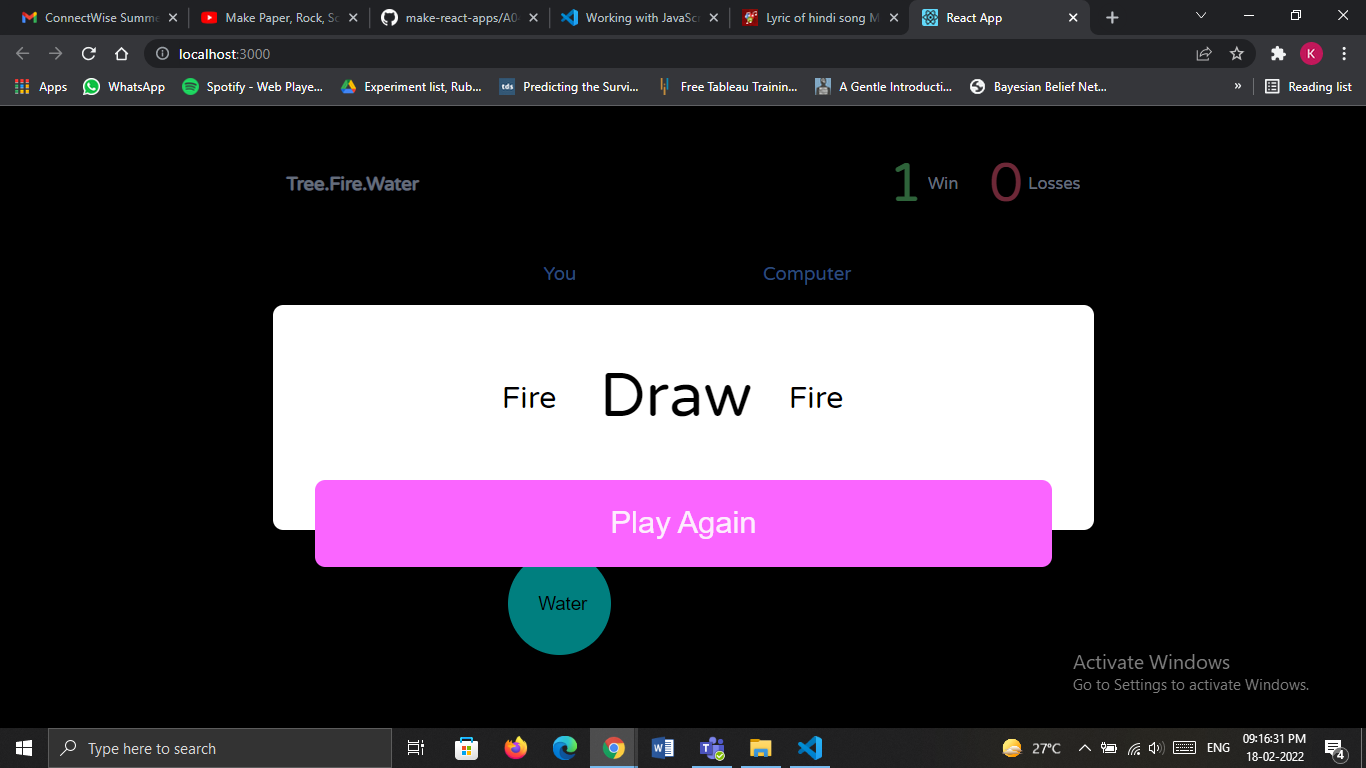 ConnectWise Summe
Make Paper, Rock, Sc
make-react-apps/A04
Working with JavaScr
Lyric of hindi song M
React App
localhost:3000
K
Apps
WhatsApp
Spotify - Web Playe...
Experiment list, Rub...
tds
Predicting the Survi...
Free Tableau Trainin...
A Gentle Introducti...
Bayesian Belief Net...
»
Reading list
Tree.Fire.Water
1 Win
0 Losses
You
Computer
Fire
Draw
Fire
Play Again
Water
Activate Windows
Go to Settings to activate Windows.
Type here to search
27°C
ENG
09:16:31 PM
18-02-2022
4